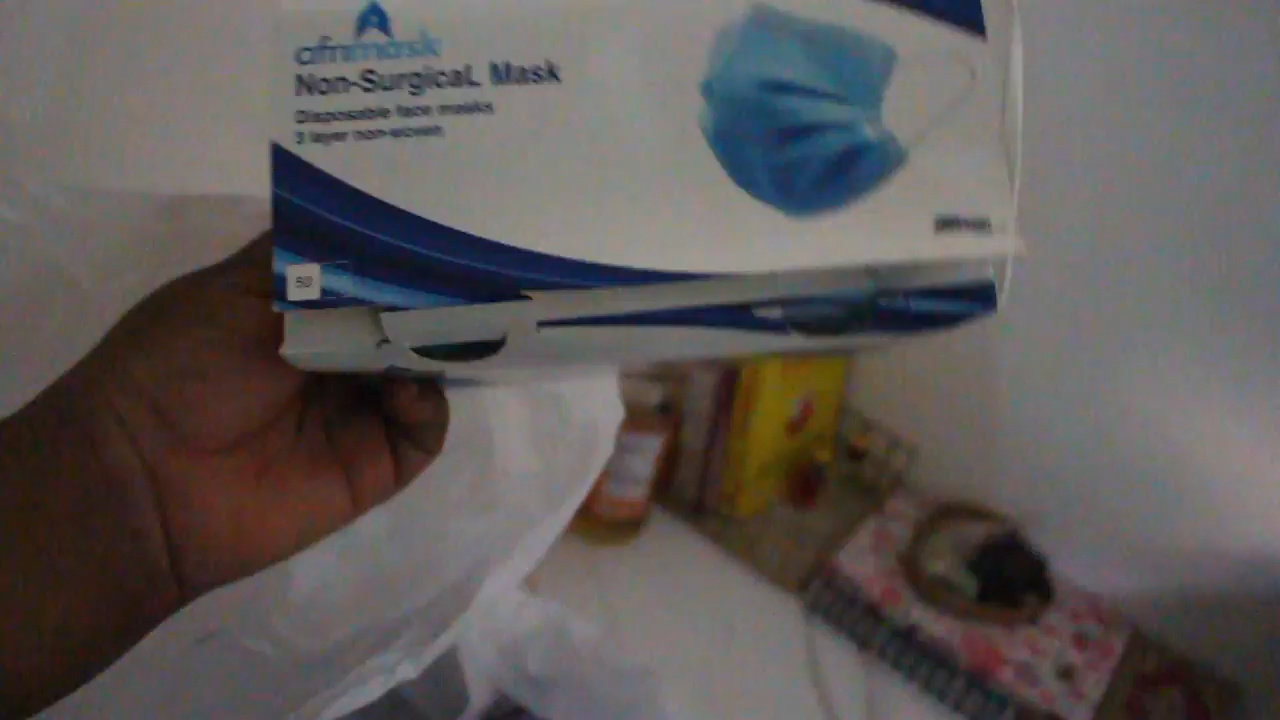 afrimask
Non-Surgical Mask
Disposable face masks
3 layer non-woven
50